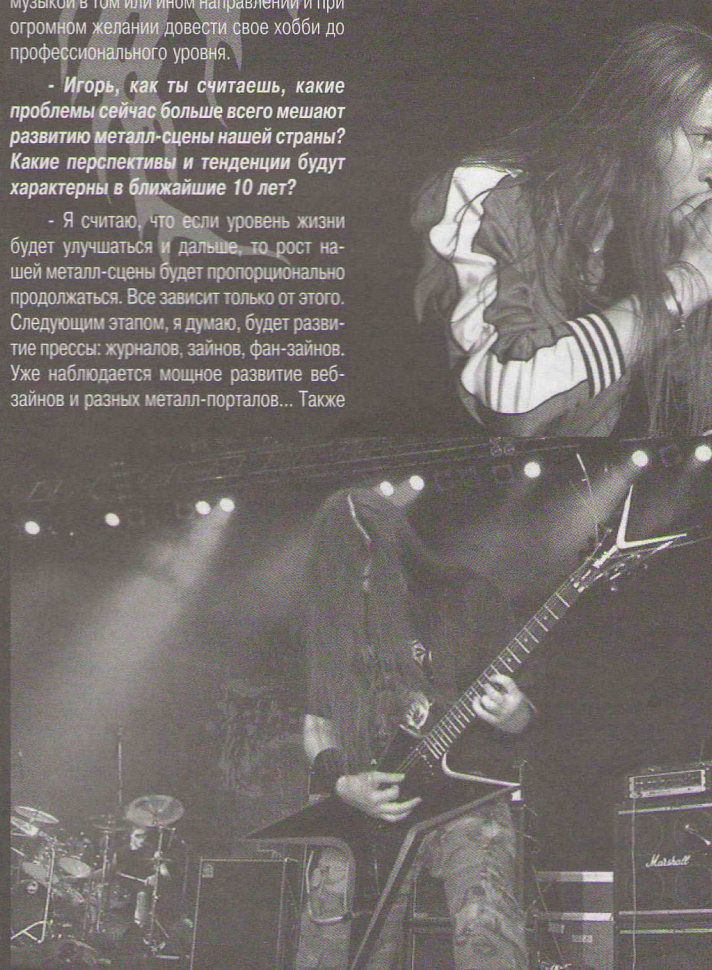 музыкой в том или ином направлении и при
огромном желании довести свое хобби до
профессионального уровня.
- Игорь, как ты считаешь, какие
проблемы сейчас больше всего мешают
развитию металл-сцены нашей страны?
Какие перспективы и тенденции будут
характерны в ближайшие 10 лет?
- Я считаю, что если уровень жизни
будет улучшаться и дальше, то рост на-
шей металл-сцены будет пропорционально
продолжаться. Все зависит только от этого.
Следующим этапом, я думаю, будет разви-
тие прессы: журналов, зайнов, фан-зайнов.
Уже наблюдается мощное развитие веб-
зайнов и разных металл-порталов... Также
Marshall